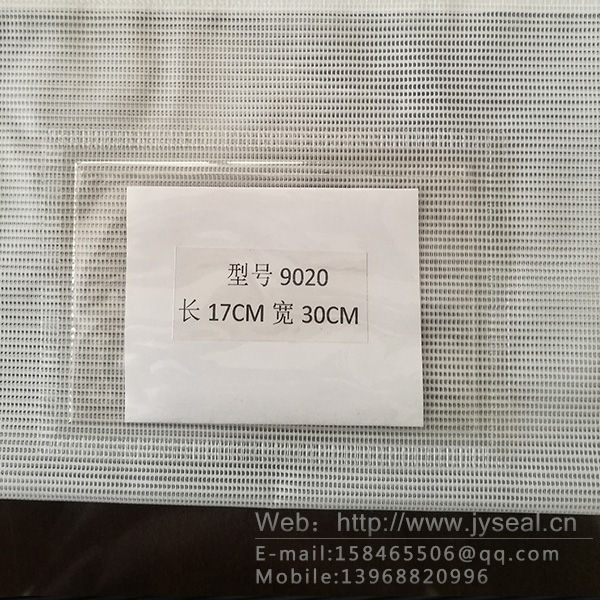 型号 9020
长 17CM 宽 30CM
Web：http://www.jyseal.cn
E-mail:158465506@qq.com
Mobile:13968820996